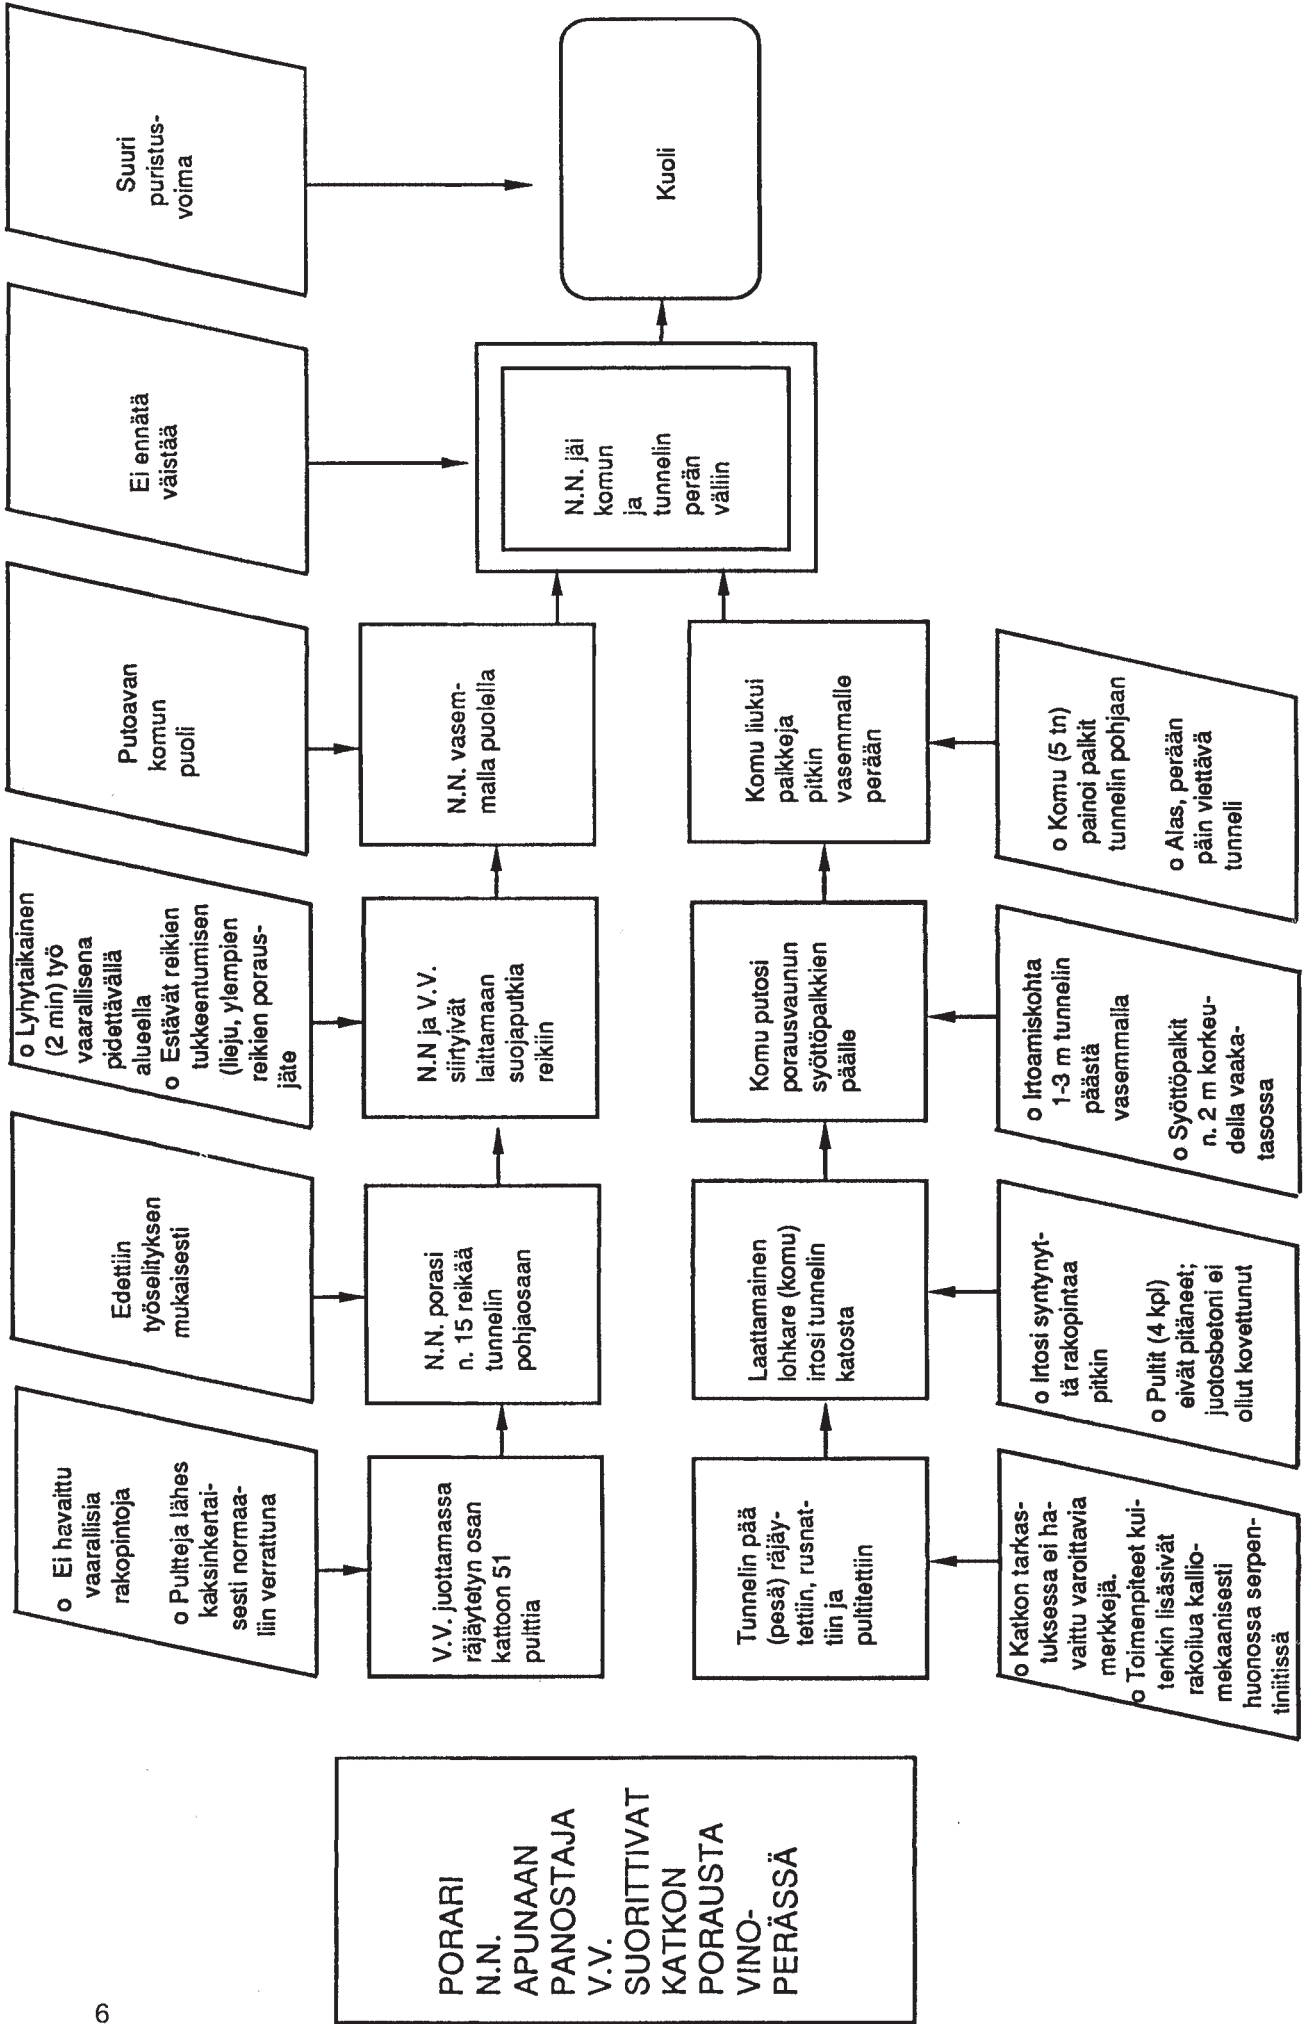 6
PORARI
N.N.
APUNAAN
PANOSTAJA
V.V.
SUORITTIVAT
KATKON
PORAUSTA
VINO-
PERÄSSÄ
o Ei havaittu
vaarallisia
rakopintoja
o Pultteja lähes
kaksinkertai-
sesti normaa-
liin verrattuna
Edettiin
työselityksen
mukaisesti
o Lyhytaikainen
(2 min) työ
vaarallisena
pidettävällä
alueella
o Estävät reikien
tukkeentumisen
(lieju, ylempien
reikien poraus-
jäte
Putoavan
komun
puoli
Ei ennätä
väistää
Suuri
puristus-
voima
V.V. juottamassa
räjäytetyn osan
kattoon 51
pulttia
N.N. porasi
n. 15 reikää
tunnelin
pohjaosaan
N.N ja V.V.
siirtyivät
laittamaan
suojaputkia
reikiin
N.N. vasem-
malla puolella
N.N. jäi
komun
ja
tunnelin
perän
väliin
Kuoli
Tunnelin pää
(pesä) räjäy-
tettiin, rusnat-
tiin ja
pultitettiin
Laattamainen
lohkare (komu)
irtosi tunnelin
katosta
Komu putosi
porausvaunun
syöttöpalkkien
päälle
Komu liukui
palkkeja
pitkin
vasemmalle
perään
o Katkon tarkas-
tuksessa ei ha-
vaittu varoittavia
merkkejä.
o Toimenpiteet kui-
tenkin lisäsivät
rakoilua kallio-
mekaanisesti
huonossa serpen-
tiniitissä
o Irtosi syntynyt-
tä rakopintaa
pitkin
o Pultit (4 kpl)
eivät pitäneet;
juotosbetoni ei
ollut kovettunut
o Irtoamiskohta
1-3 m tunnelin
päästä
vasemmalla
o Syöttöpalkit
n. 2 m korkeu-
della vaaka-
tasossa
o Komu (5 tn)
painoi palkit
tunnelin pohjaan
o Alas, perään
päin viettävä
tunneli